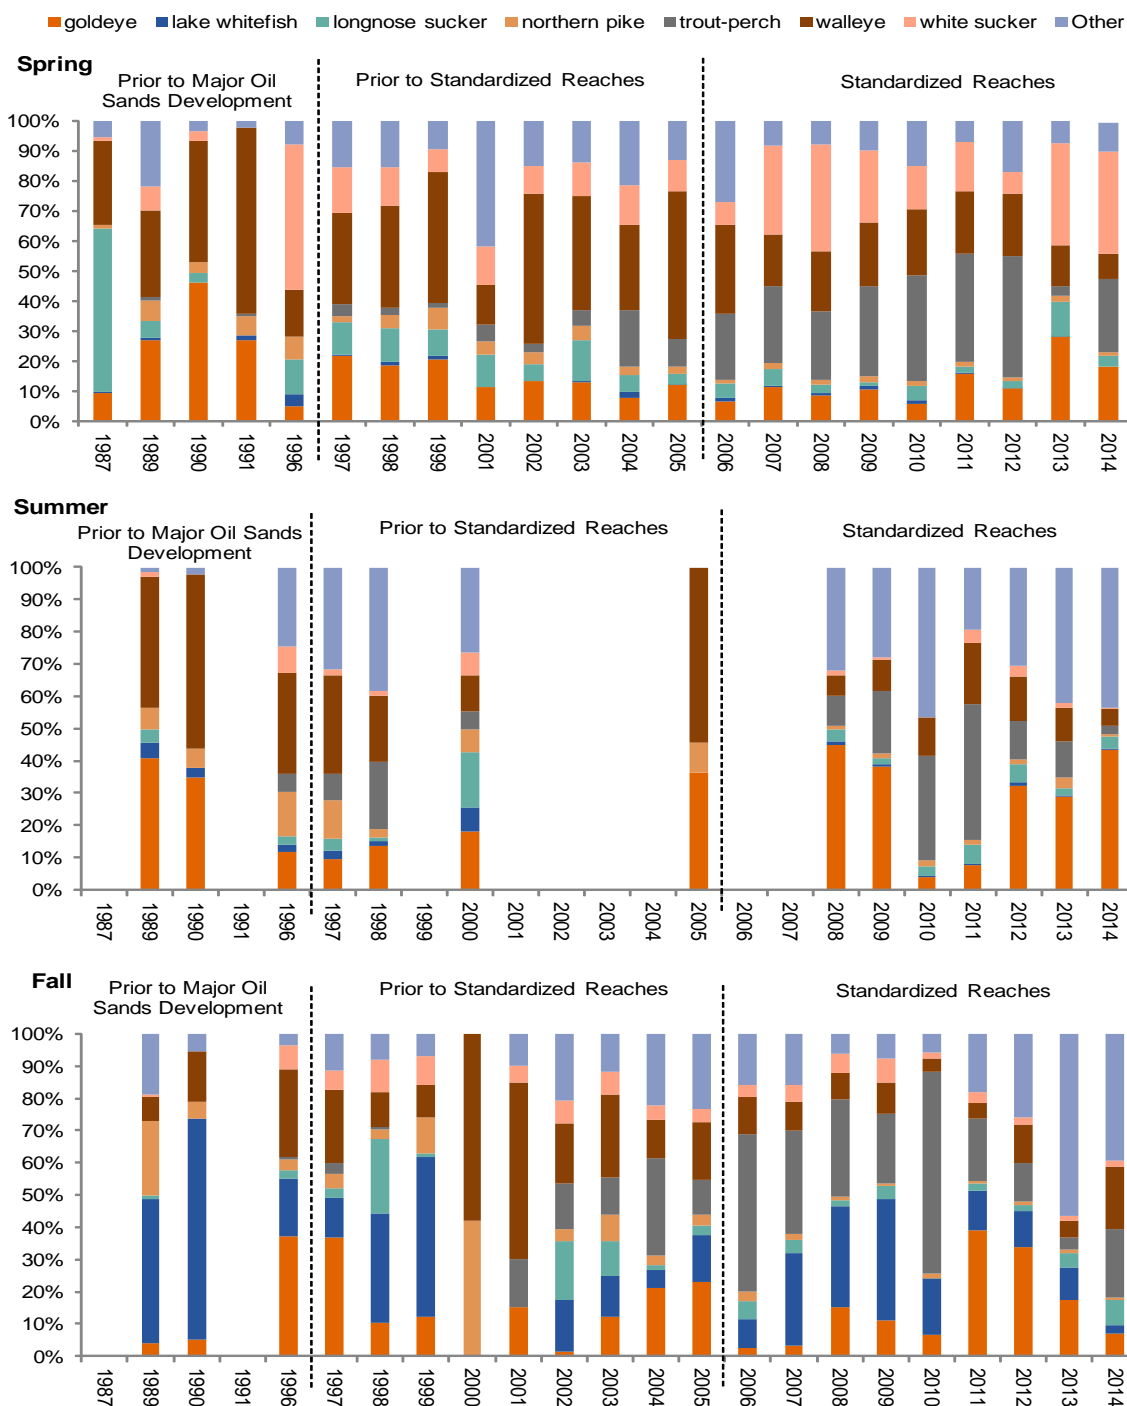 goldeye lake whitefish longnose sucker northern pike trout-perch walleye white sucker Other
Spring
Prior to Major Oil
Sands Development
Prior to Standardized Reaches
Standardized Reaches
100%
90%
80%
70%
60%
50%
40%
30%
20%
10%
0%
1987 1989 1990 1991 1996 1997 1998 1999 2001 2002 2003 2004 2005 2006 2007 2008 2009 2010 2011 2012 2013 2014
Summer
Prior to Major Oil Sands
Development
Prior to Standardized Reaches
Standardized Reaches
100%
90%
80%
70%
60%
50%
40%
30%
20%
10%
0%
1987 1989 1990 1991 1996 1997 1998 1999 2000 2001 2002 2003 2004 2005 2006 2007 2008 2009 2010 2011 2012 2013 2014
Fall
Prior to Major Oil
Sands Development
Prior to Standardized Reaches
Standardized Reaches
100%
90%
80%
70%
60%
50%
40%
30%
20%
10%
0%
1987 1989 1990 1991 1996 1997 1998 1999 2000 2001 2002 2003 2004 2005 2006 2007 2008 2009 2010 2011 2012 2013 2014